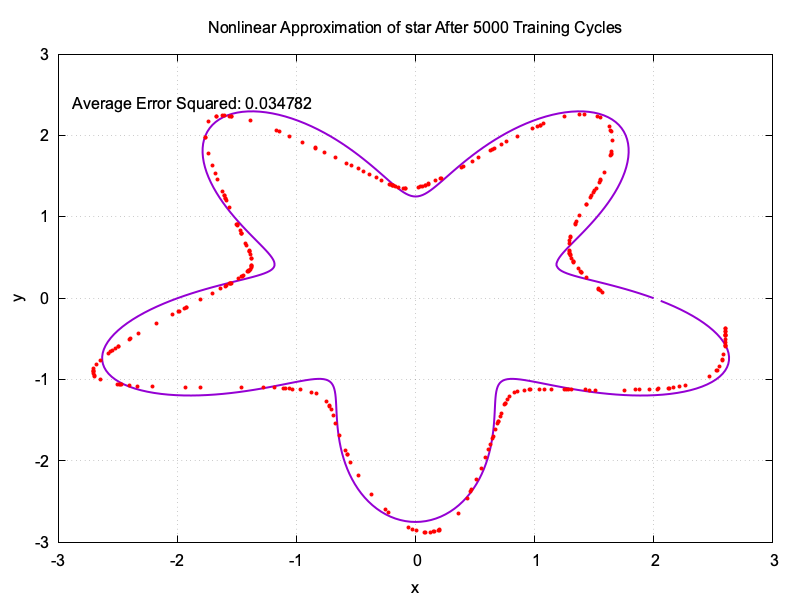 Nonlinear Approximation of star After 5000 Training Cycles
Average Error Squared: 0.034782
3
2
1
0
-1
-2
-3
y
-3 -2 -1 0 1 2 3
x